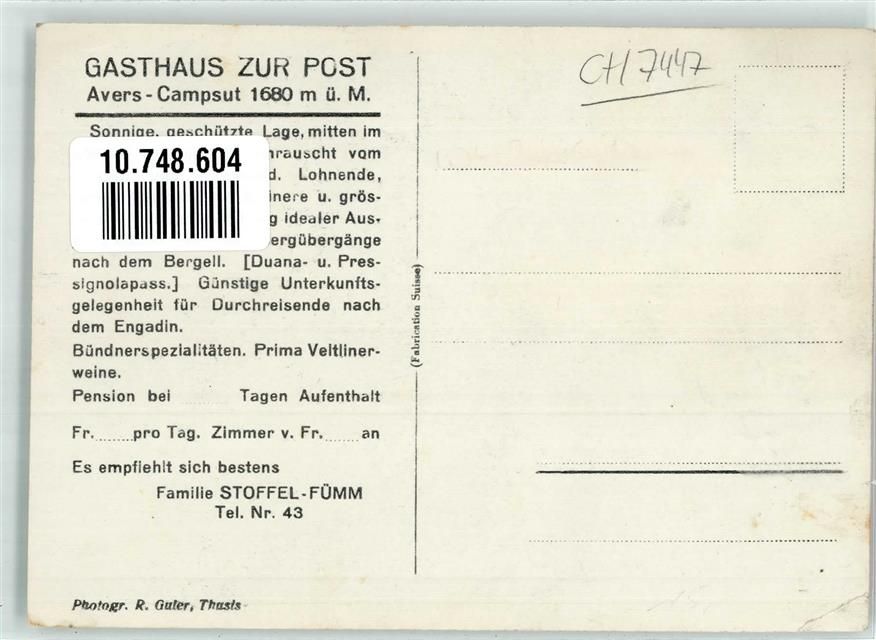 GASTHAUS ZUR POST
Avers-Campsut 1680 m ü. M.
Sonnige, geschützte Lage, mitten im
10.748.604
vom
Lohnende,
u. grös-
idealer Aus-
nach dem Bergell. [Duana- u. Pres-
signolapass.] Günstige Unterkunfts-
gelegenheit für Durchreisende nach
dem Engadin.
Bündnerspezialitäten. Prima Veltliner-
weine.
Pension bei Tagen Aufenthalt
Fr. ...... pro Tag. Zimmer v. Fr. ...... an
Es empfiehlt sich bestens
Familie STOFFEL-FÜMM
Tel. Nr. 43
Photogr. R. Guler, Thusis
(Fabrication Suisse)
CH 7447